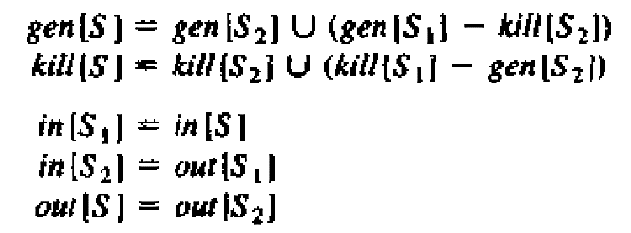 gen[S] = gen[S₂] ∪ (gen[S₁] − kill[S₂])
kill[S] = kill[S₂] ∪ (kill[S₁] − gen[S₂])
in[S₁] = in[S]
in[S₂] = out[S₁]
out[S] = out[S₂]